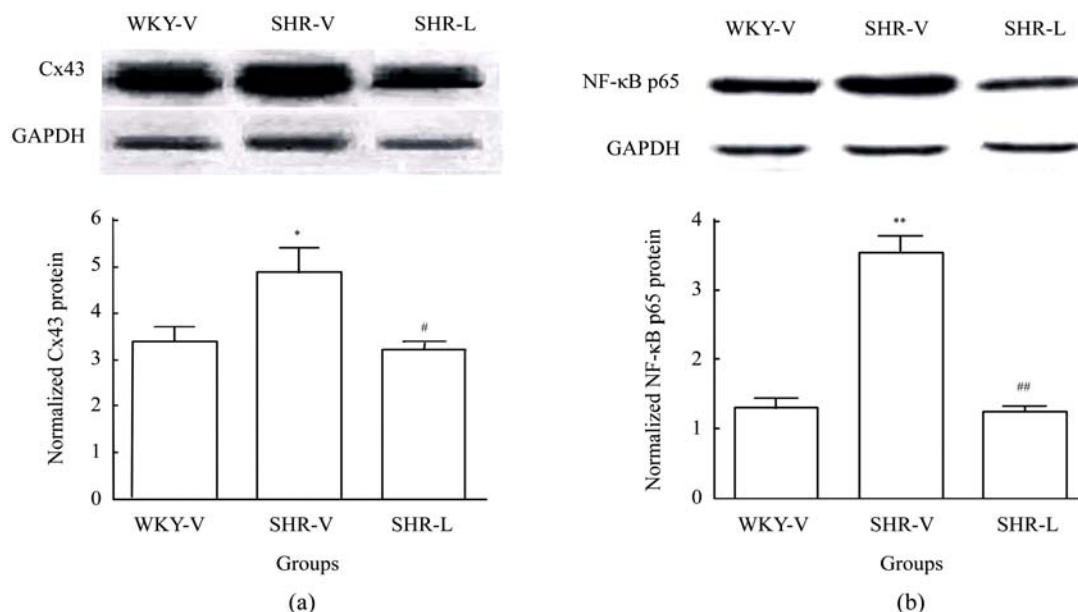 WKY-V SHR-V SHR-L
Cx43
GAPDH
Normalized Cx43 protein
6
5
4
3
2
1
0
*
#
WKY-V SHR-V SHR-L
Groups
(a)
WKY-V SHR-V SHR-L
NF-κB p65
GAPDH
Normalized NF-κB p65 protein
4
3
2
1
0
**
##
WKY-V SHR-V SHR-L
Groups
(b)